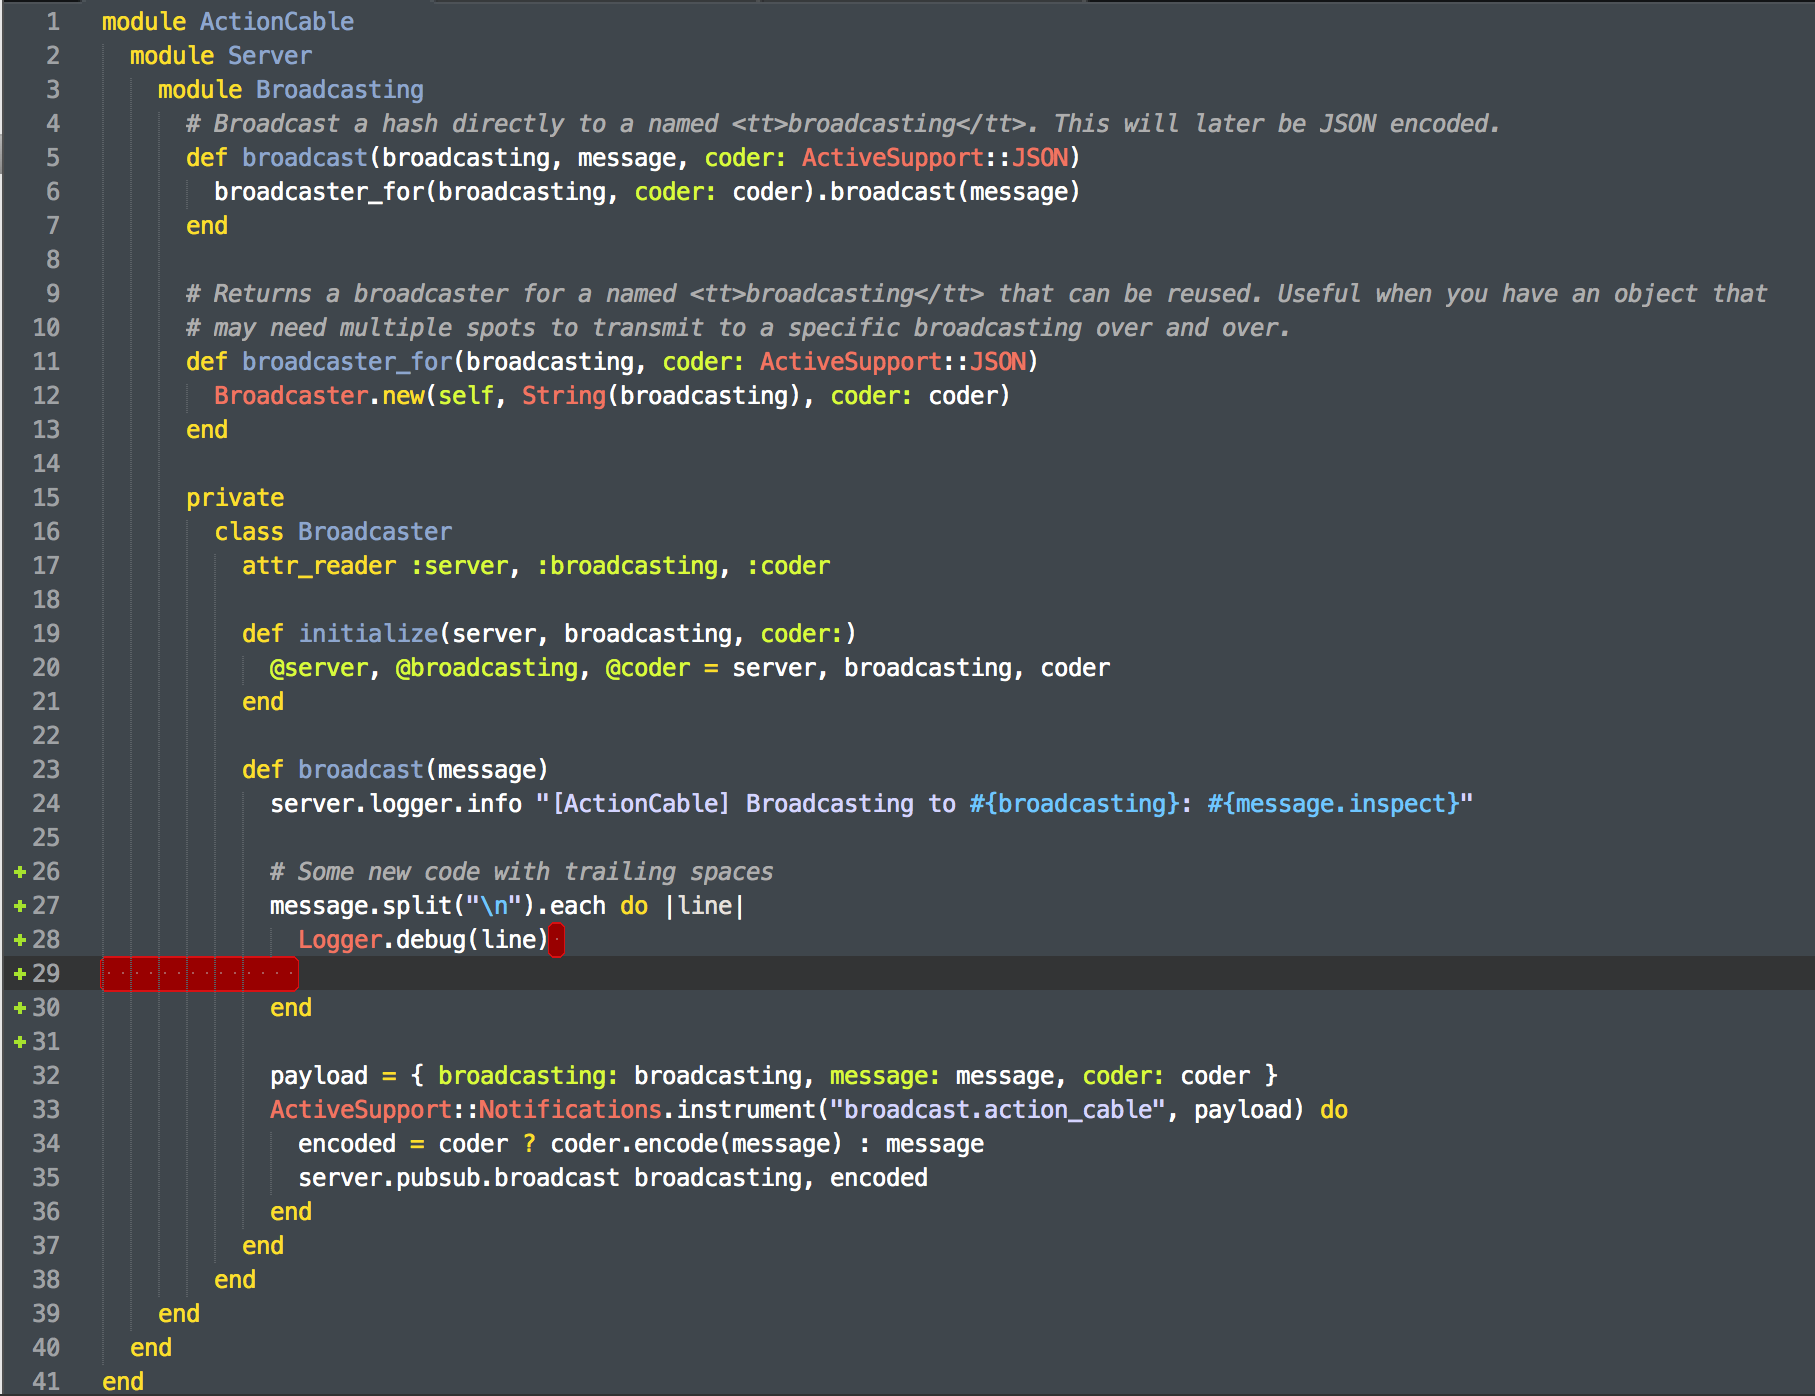 1 module ActionCable
2   module Server
3     module Broadcasting
4       # Broadcast a hash directly to a named <tt>broadcasting</tt>. This will later be JSON encoded.
5       def broadcast(broadcasting, message, coder: ActiveSupport::JSON)
6         broadcaster_for(broadcasting, coder: coder).broadcast(message)
7       end
8
9       # Returns a broadcaster for a named <tt>broadcasting</tt> that can be reused. Useful when you have an object that
10       # may need multiple spots to transmit to a specific broadcasting over and over.
11       def broadcaster_for(broadcasting, coder: ActiveSupport::JSON)
12         Broadcaster.new(self, String(broadcasting), coder: coder)
13       end
14
15       private
16         class Broadcaster
17           attr_reader :server, :broadcasting, :coder
18
19           def initialize(server, broadcasting, coder:)
20             @server, @broadcasting, @coder = server, broadcasting, coder
21           end
22
23           def broadcast(message)
24             server.logger.info "[ActionCable] Broadcasting to #{broadcasting}: #{message.inspect}"
25
+ 26             # Some new code with trailing spaces
+ 27             message.split("\n").each do |line|
+ 28               Logger.debug(line)
+ 29
+ 30             end
+ 31
32             payload = { broadcasting: broadcasting, message: message, coder: coder }
33             ActiveSupport::Notifications.instrument("broadcast.action_cable", payload) do
34               encoded = coder ? coder.encode(message) : message
35               server.pubsub.broadcast broadcasting, encoded
36             end
37           end
38         end
39     end
40   end
41 end